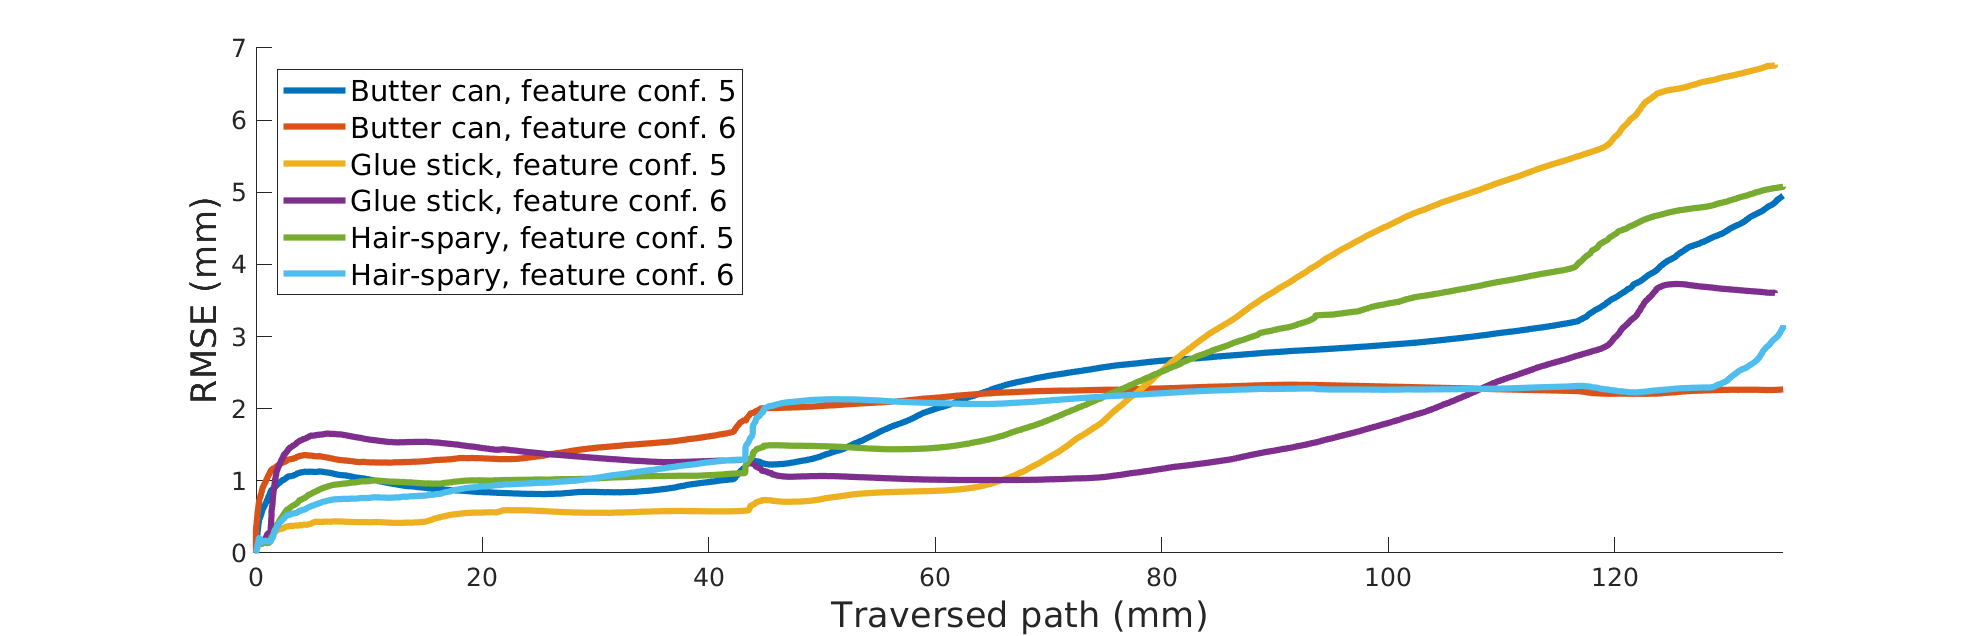 7
6
5
4
3
2
1
0
RMSE (mm)
Butter can, feature conf. 5
Butter can, feature conf. 6
Glue stick, feature conf. 5
Glue stick, feature conf. 6
Hair-spary, feature conf. 5
Hair-spary, feature conf. 6
0 20 40 60 80 100 120
Traversed path (mm)